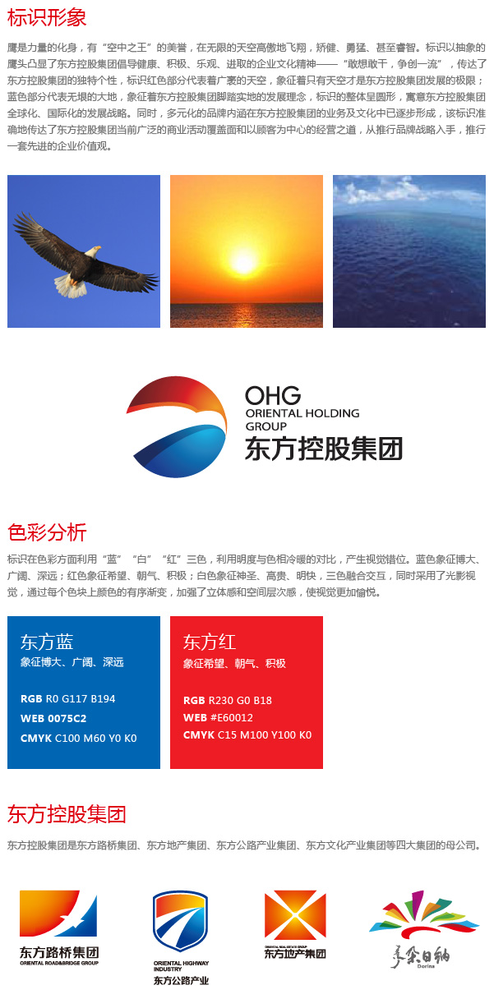 标识形象
鹰是力量的化身，有“空中之王”的美誉，在无限的天空高傲地飞翔，矫健、勇猛、甚至睿智。标识以抽象的
鹰头凸显了东方控股集团倡导健康、积极、乐观、进取的企业文化精神——“敢想敢干，争创一流”，传达了
东方控股集团的独特个性，标识红色部分代表着广袤的天空，象征着只有天空才是东方控股集团发展的极限；
蓝色部分代表无垠的大地，象征着东方控股集团脚踏实地的发展理念，标识的整体呈圆形，寓意东方控股集团
全球化、国际化的发展战略。同时，多元化的品牌内涵在东方控股集团的业务及文化中已逐步形成，该标识准
确地传达了东方控股集团当前广泛的商业活动覆盖面和以顾客为中心的经营之道，从推行品牌战略入手，推行
一套先进的企业价值观。
OHG
ORIENTAL HOLDING
GROUP
东方控股集团
色彩分析
标识在色彩方面利用“蓝”“白”“红”三色，利用明度与色相冷暖的对比，产生视觉错位。蓝色象征博大、
广阔、深远；红色象征希望、朝气、积极；白色象征神圣、高贵、明快，三色融合交互，同时采用了光影视
觉，通过每个色块上颜色的有序渐变，加强了立体感和空间层次感，使视觉更加愉悦。
东方蓝
象征博大、广阔、深远
RGB R0 G117 B194
WEB 0075C2
CMYK C100 M60 Y0 K0
东方红
象征希望、朝气、积极
RGB R230 G0 B18
WEB #E60012
CMYK C15 M100 Y100 K0
东方控股集团
东方控股集团是东方路桥集团、东方地产集团、东方公路产业集团、东方文化产业集团等四大集团的母公司。
东方路桥集团
ORIENTAL ROAD&BRIDGE GROUP
ORIENTAL HIGHWAY
INDUSTRY
东方公路产业
ORIENTAL REAL ESTATE GROUP
东方地产集团
多朵日纳
Dorina